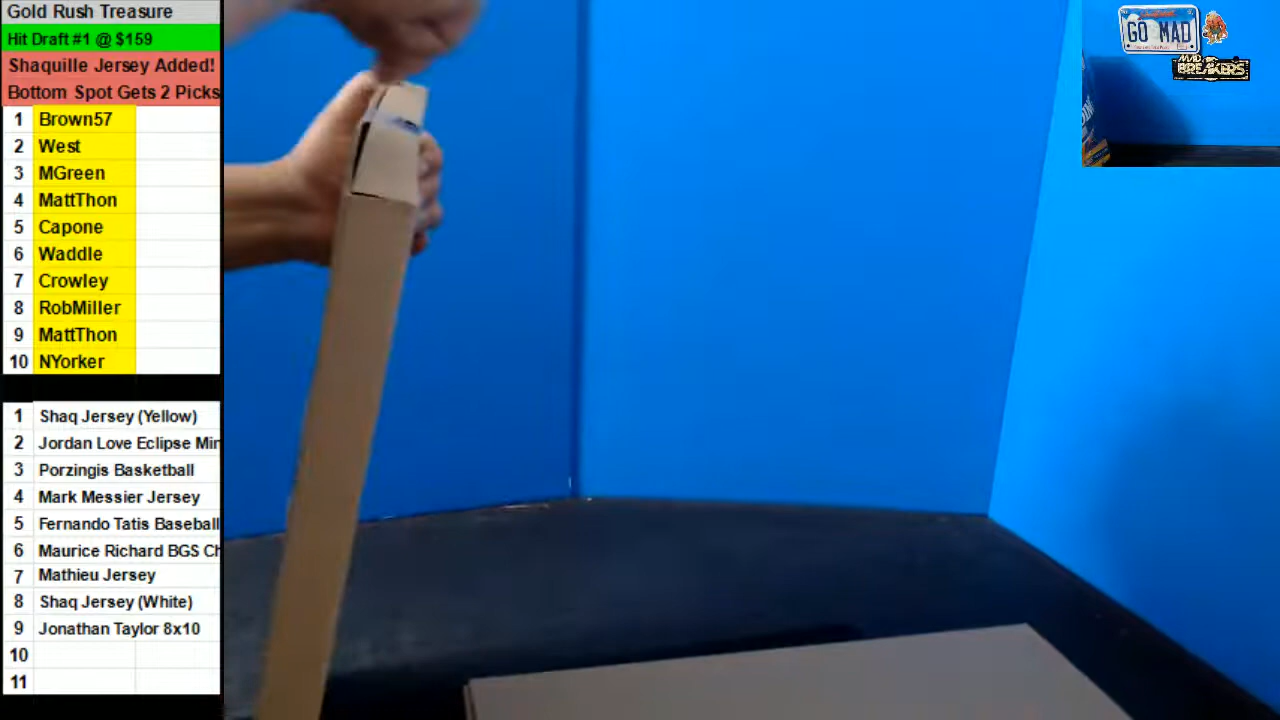 Gold Rush Treasure
Hit Draft #1 @ $159
Shaquille Jersey Added!
Bottom Spot Gets 2 Picks
1 Brown57
2 West
3 MGreen
4 MattThon
5 Capone
6 Waddle
7 Crowley
8 RobMiller
9 MattThon
10 NYorker
1 Shaq Jersey (Yellow)
2 Jordan Love Eclipse Min
3 Porzingis Basketball
4 Mark Messier Jersey
5 Fernando Tatis Baseball
6 Maurice Richard BGS Ch
7 Mathieu Jersey
8 Shaq Jersey (White)
9 Jonathan Taylor 8x10
10
11
GO MAD
MAD
BREAKERS